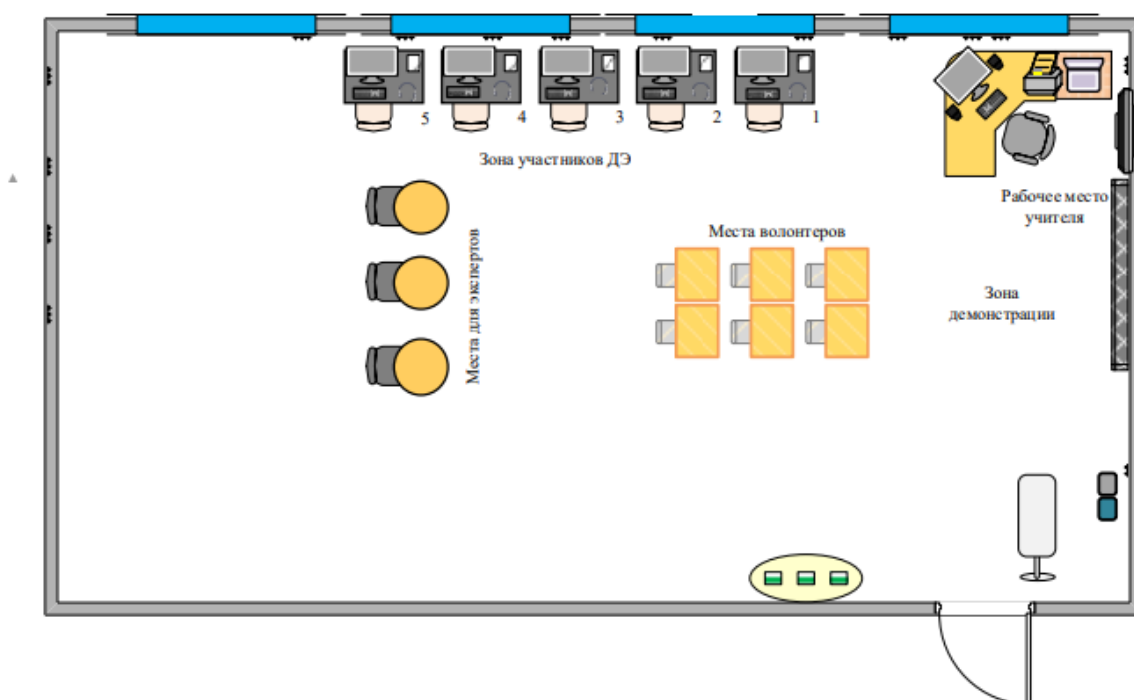 5
4
3
2
1
Зона участников ДЭ
Рабочее место
учителя
Места волонтеров
Места для экспертов
Зона
демонстрации